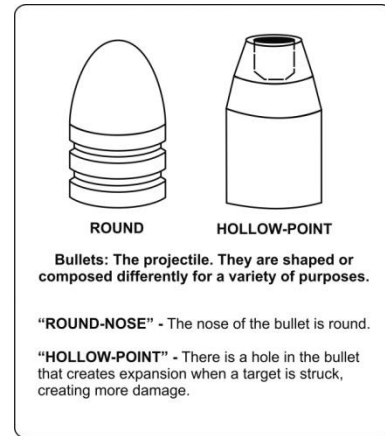 ROUND HOLLOW-POINT
Bullets: The projectile. They are shaped or
composed differently for a variety of purposes.
“ROUND-NOSE” - The nose of the bullet is round.
“HOLLOW-POINT” - There is a hole in the bullet
that creates expansion when a target is struck,
creating more damage.